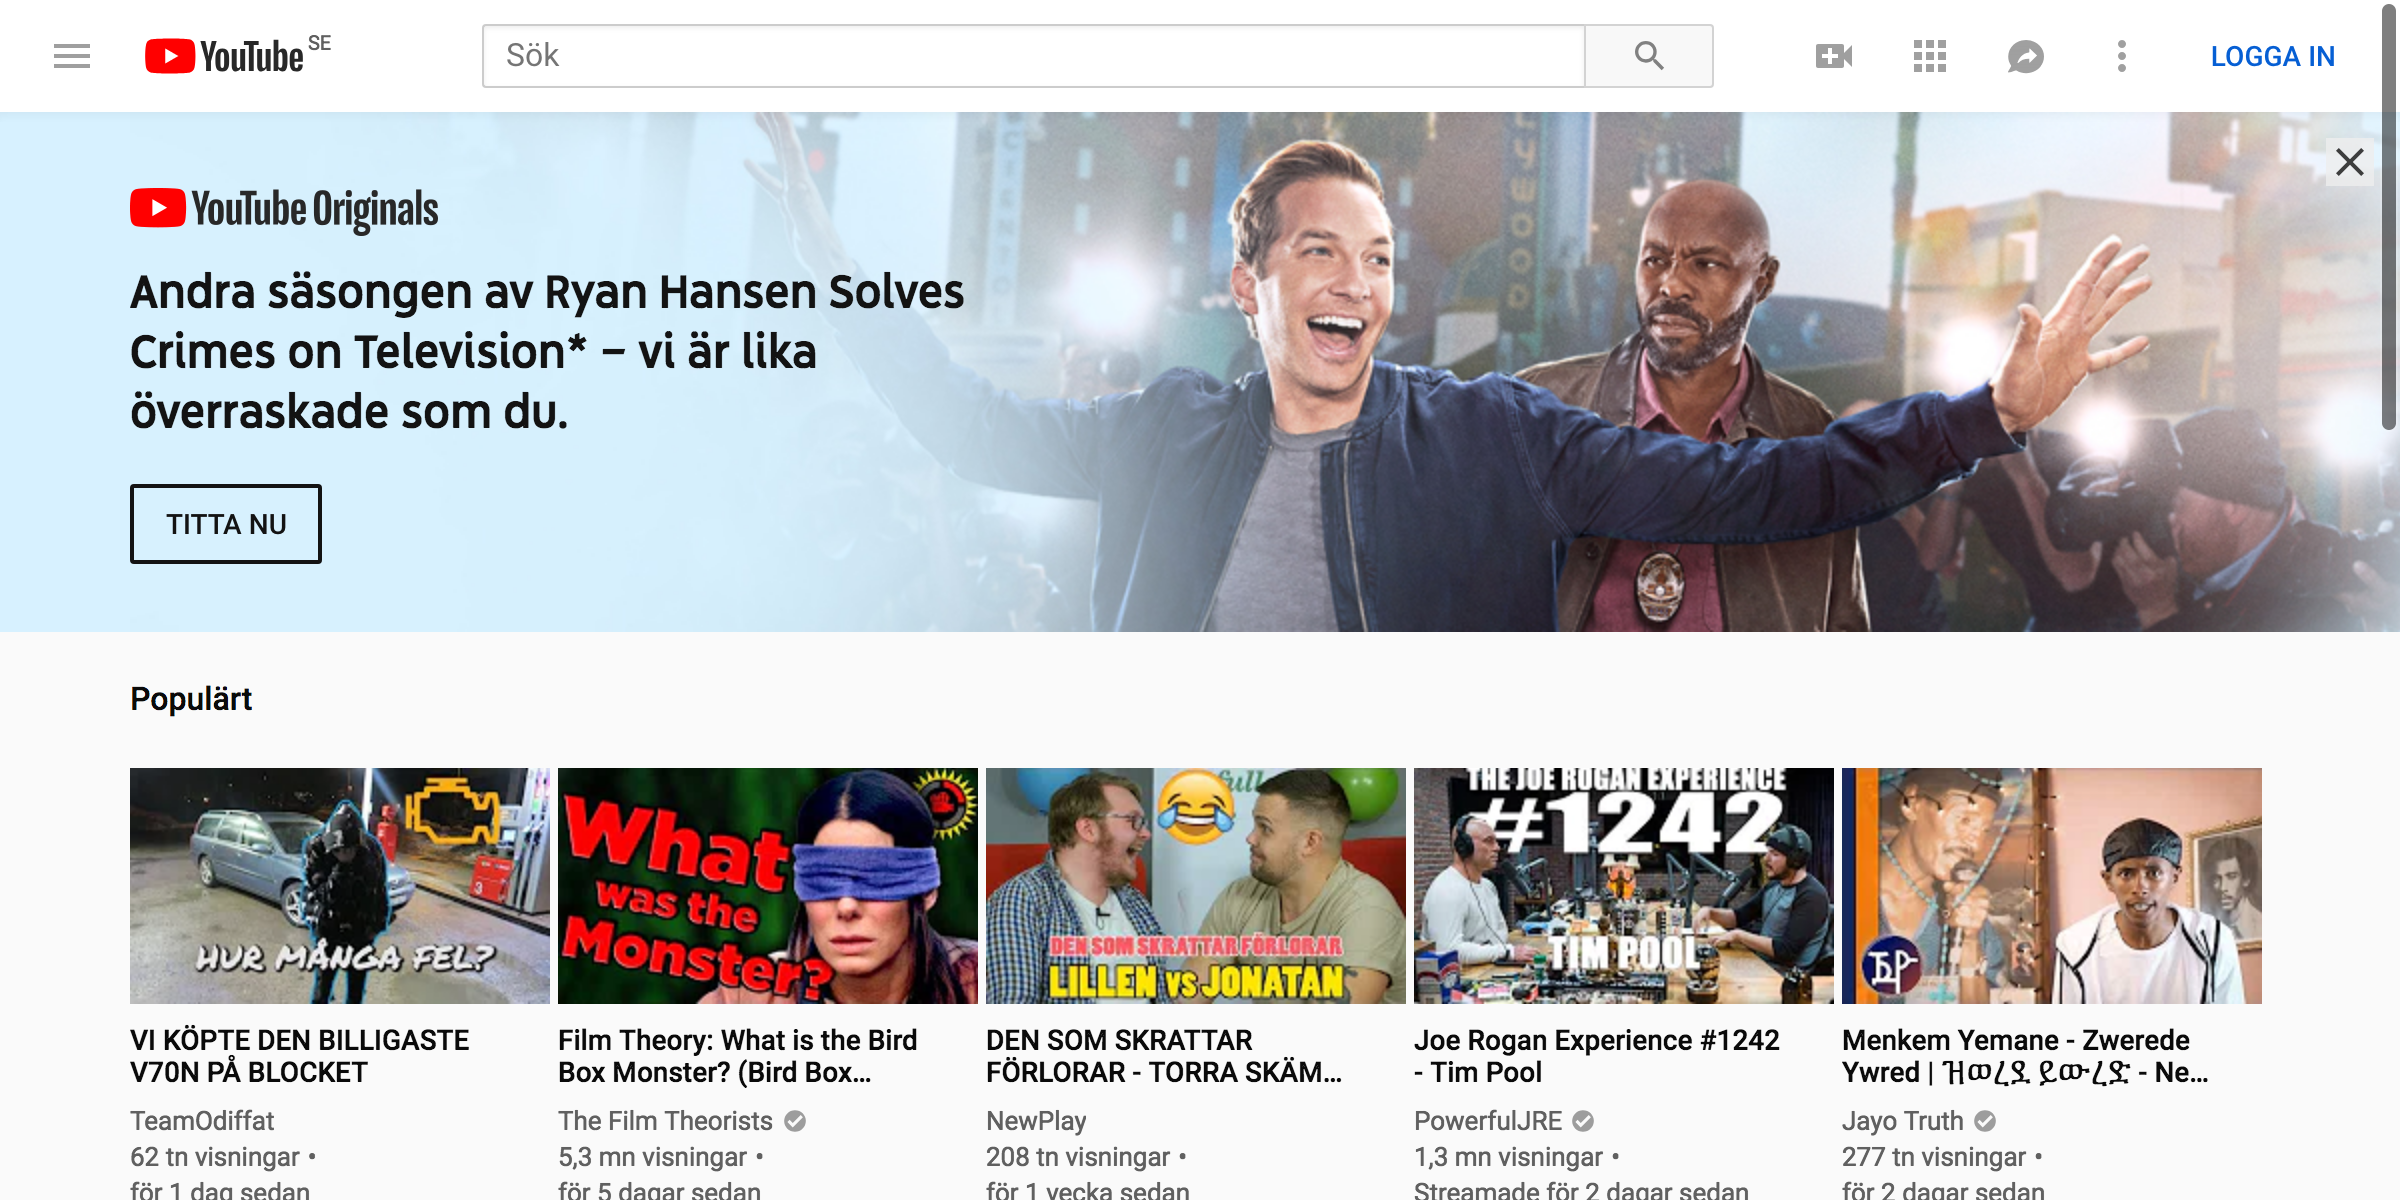 YouTube SE
Sök
LOGGA IN
YouTube Originals
Andra säsongen av Ryan Hansen Solves
Crimes on Television* – vi är lika
överraskade som du.
TITTA NU
Populärt
HUR MÅNGA FEL?
What
was the
Monster?
DEN SOM SKRATTAR FÖRLORAR
LILLEN VS JONATAN
THE JOE ROGAN EXPERIENCE
#1242
TIM POOL
VI KÖPTE DEN BILLIGASTE
V70N PÅ BLOCKET
TeamOdiffat
62 tn visningar •
för 1 dag sedan
Film Theory: What is the Bird
Box Monster? (Bird Box...
The Film Theorists
5,3 mn visningar •
för 5 dagar sedan
DEN SOM SKRATTAR
FÖRLORAR - TORRA SKÄM...
NewPlay
208 tn visningar •
för 1 vecka sedan
Joe Rogan Experience #1242
- Tim Pool
PowerfulJRE
1,3 mn visningar •
Streamade för 2 dagar sedan
Menkem Yemane - Zwerede
Ywred | ዝወረደ ይውረድ - Ne...
Jayo Truth
277 tn visningar •
för 2 dagar sedan